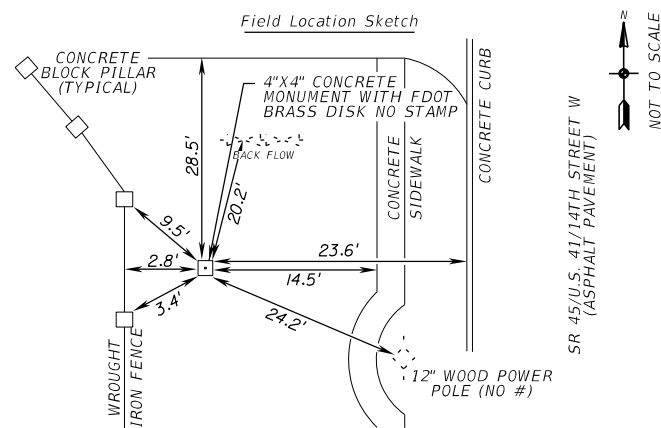 Field Location Sketch
N
NOT TO SCALE
CONCRETE
BLOCK PILLAR
(TYPICAL)
4"X4" CONCRETE
MONUMENT WITH FDOT
BRASS DISK NO STAMP
BACK FLOW
28.5'
20.2'
CONCRETE
SIDEWALK
CONCRETE CURB
SR 45/U.S. 41/14TH STREET W
(ASPHALT PAVEMENT)
9.5'
2.8'
3.4'
23.6'
14.5'
24.2'
WROUGHT
IRON FENCE
12" WOOD POWER
POLE (NO #)